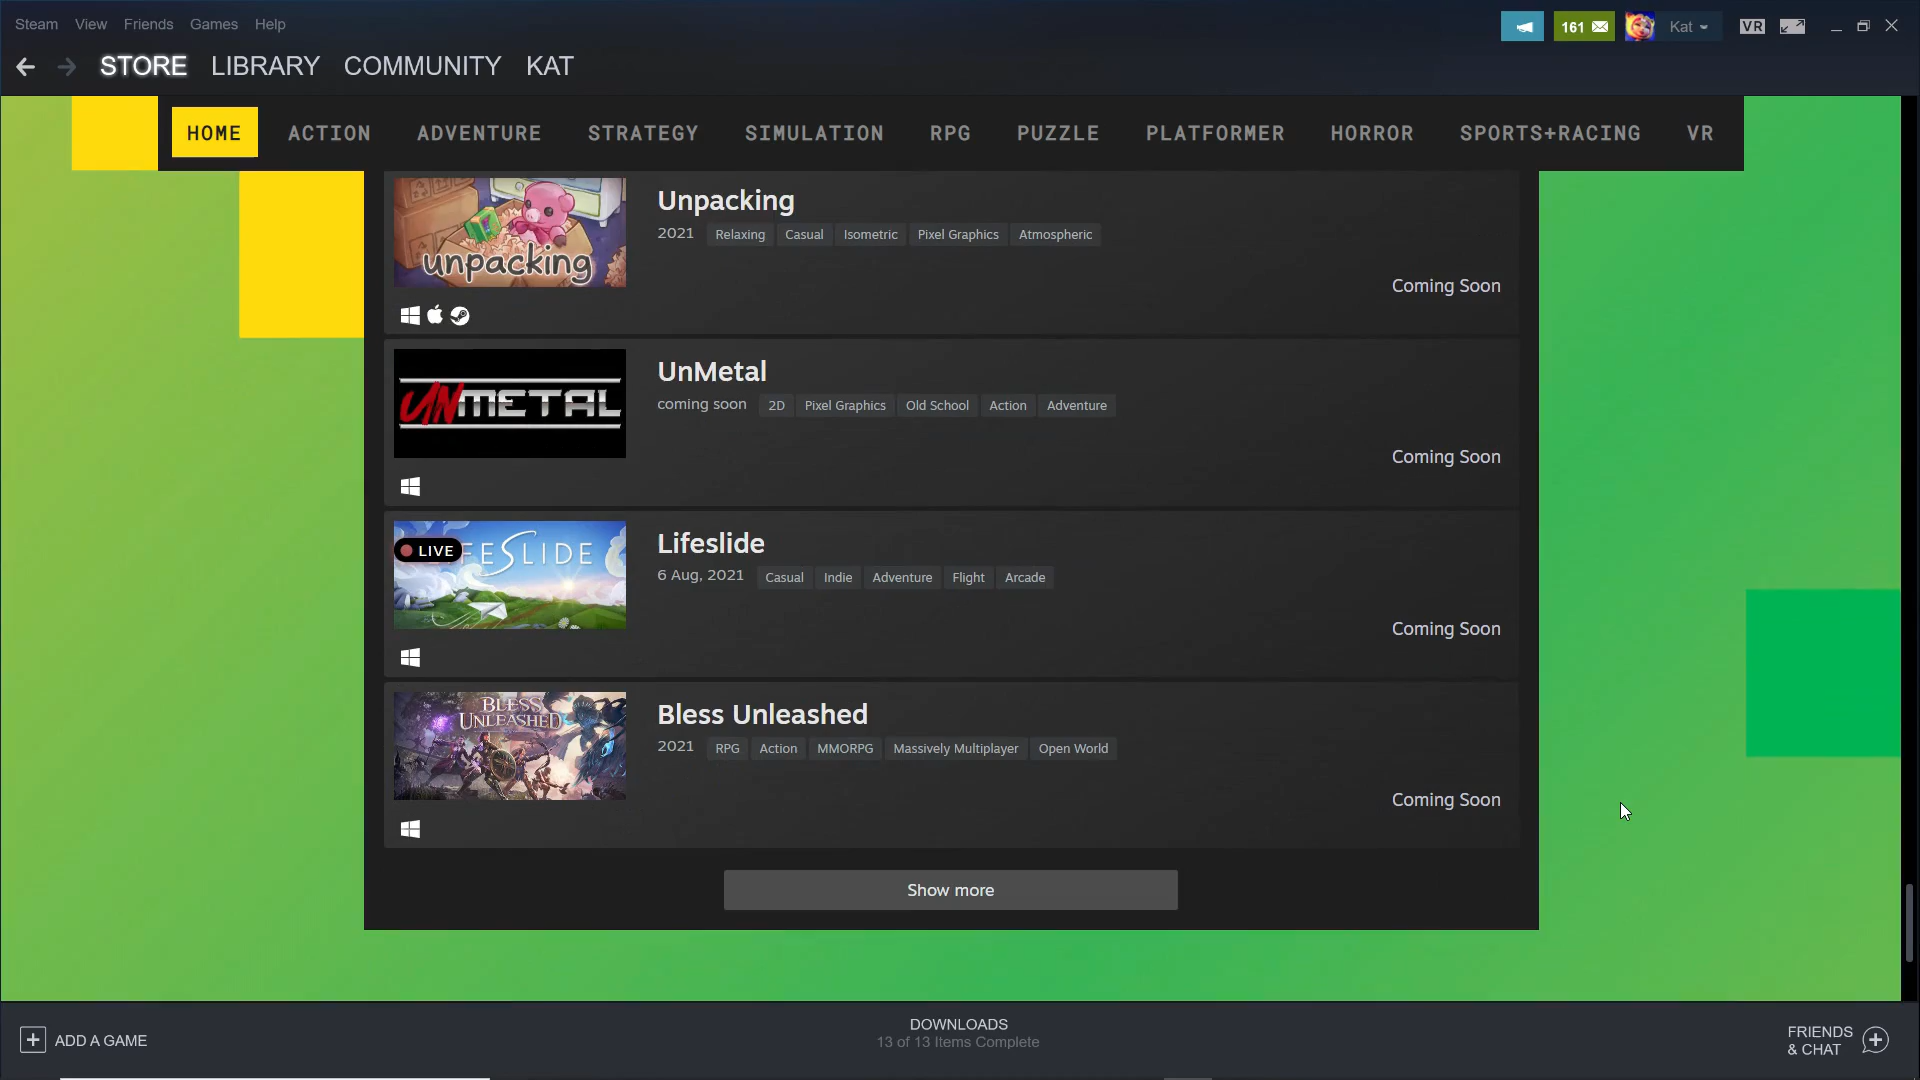 Steam View Friends Games Help
161 Kat VR
STORE LIBRARY COMMUNITY KAT
HOME ACTION ADVENTURE STRATEGY SIMULATION RPG PUZZLE PLATFORMER HORROR SPORTS+RACING VR
unpacking
Unpacking
2021 Relaxing Casual Isometric Pixel Graphics Atmospheric
Coming Soon
UNMETAL
UnMetal
coming soon 2D Pixel Graphics Old School Action Adventure
Coming Soon
LIVE FESLIDE
Lifeslide
6 Aug, 2021 Casual Indie Adventure Flight Arcade
Coming Soon
BLESS
UNLEASHED
Bless Unleashed
2021 RPG Action MMORPG Massively Multiplayer Open World
Coming Soon
Show more
ADD A GAME
DOWNLOADS
13 of 13 Items Complete
FRIENDS
& CHAT